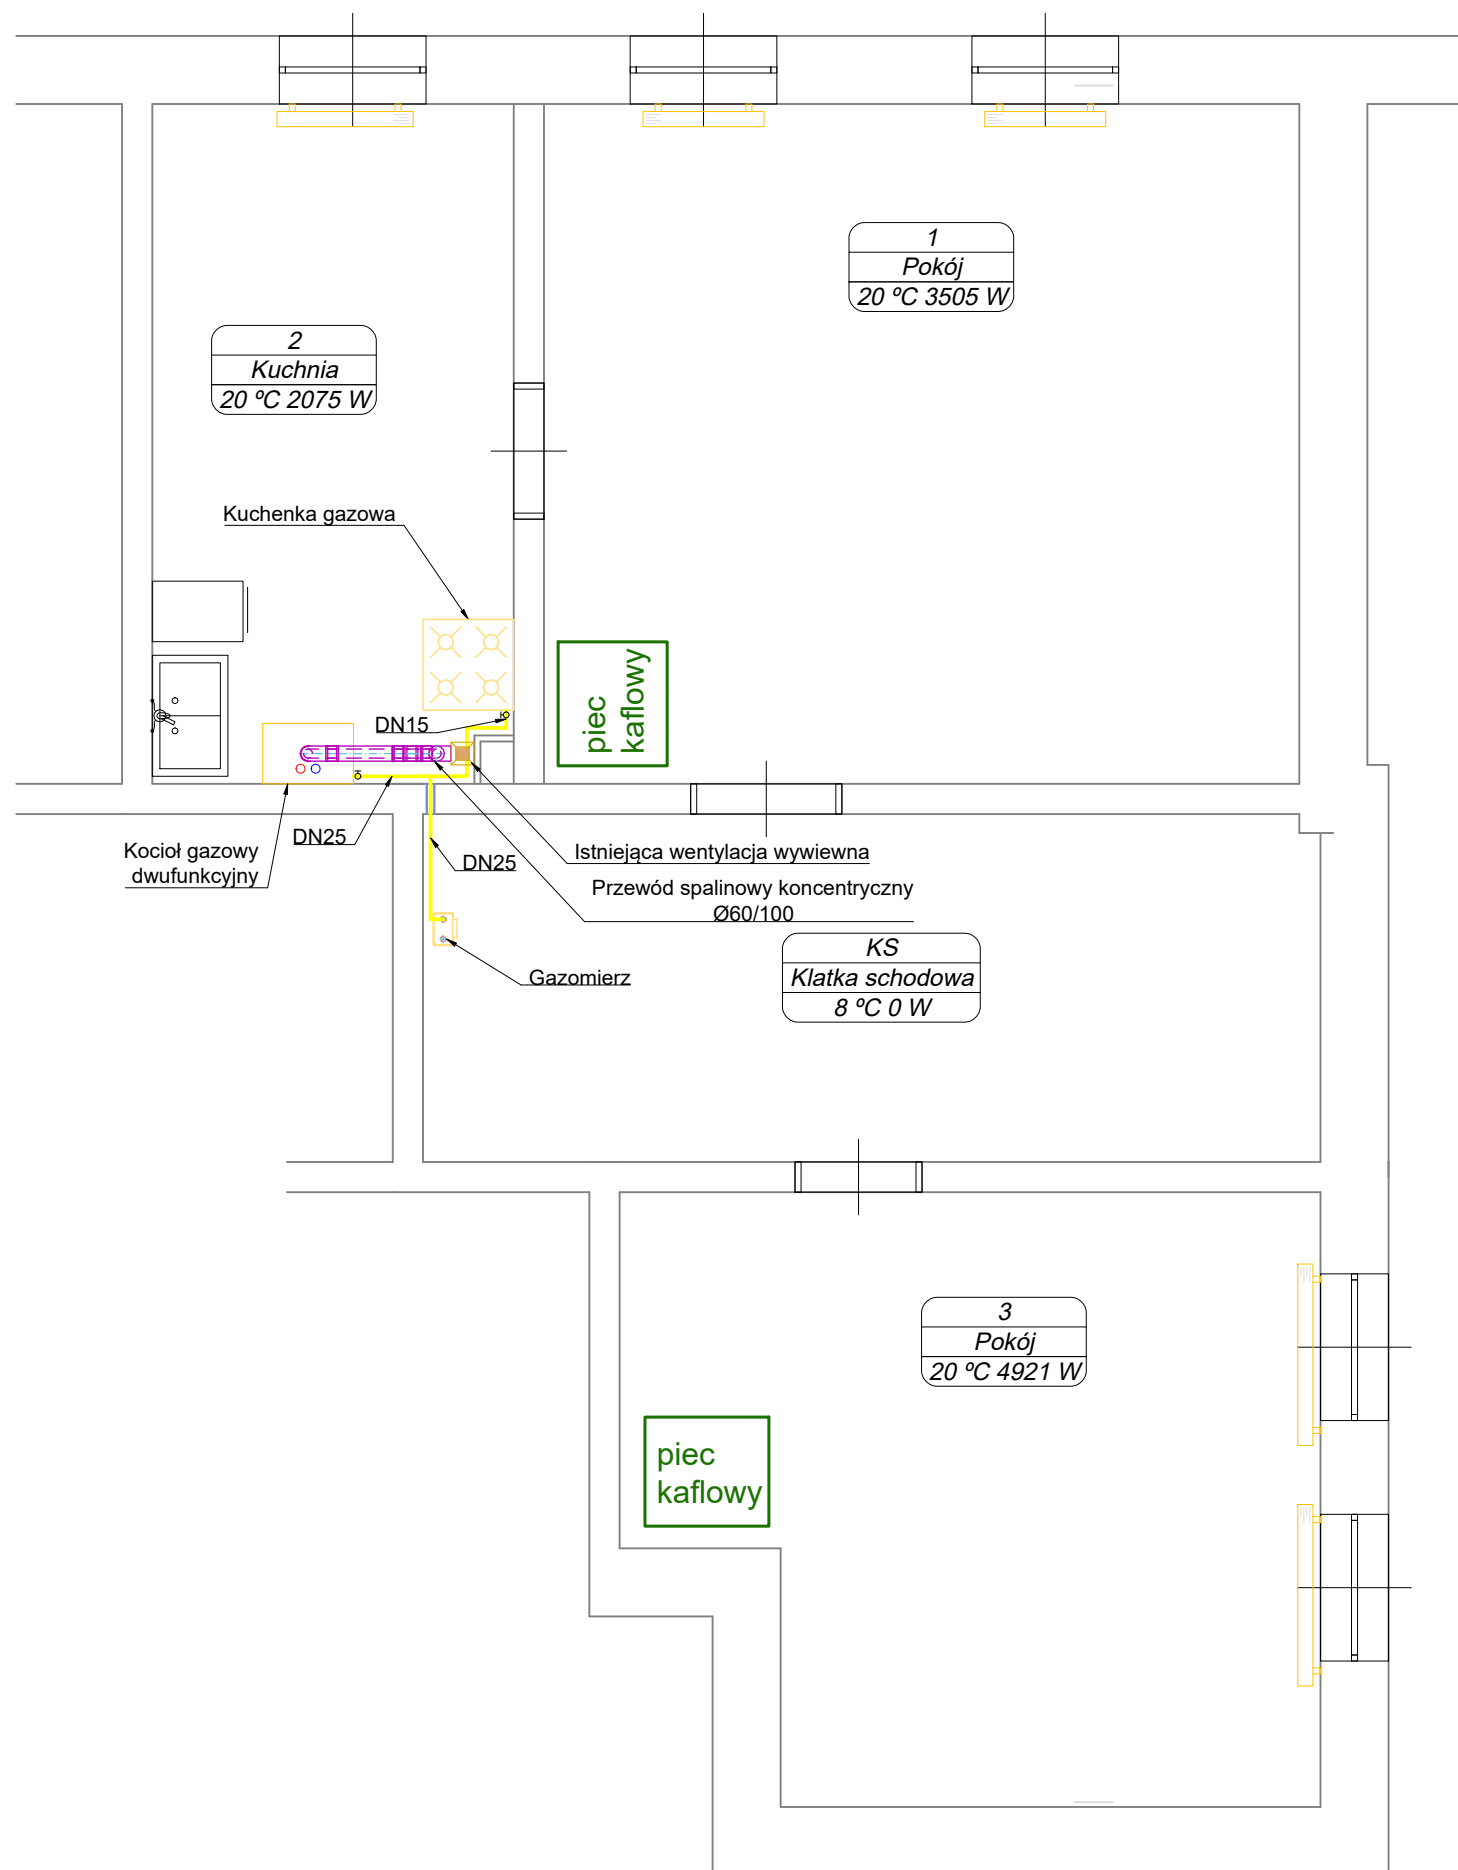 1
Pokój
20 ºC 3505 W
2
Kuchnia
20 ºC 2075 W
Kuchenka gazowa
piec
kaflowy
DN15
DN25
Kocioł gazowy
dwufunkcyjny
DN25
Istniejąca wentylacja wywiewna
Przewód spalinowy koncentryczny
Ø60/100
Gazomierz
KS
Klatka schodowa
8 ºC 0 W
3
Pokój
20 ºC 4921 W
piec
kaflowy